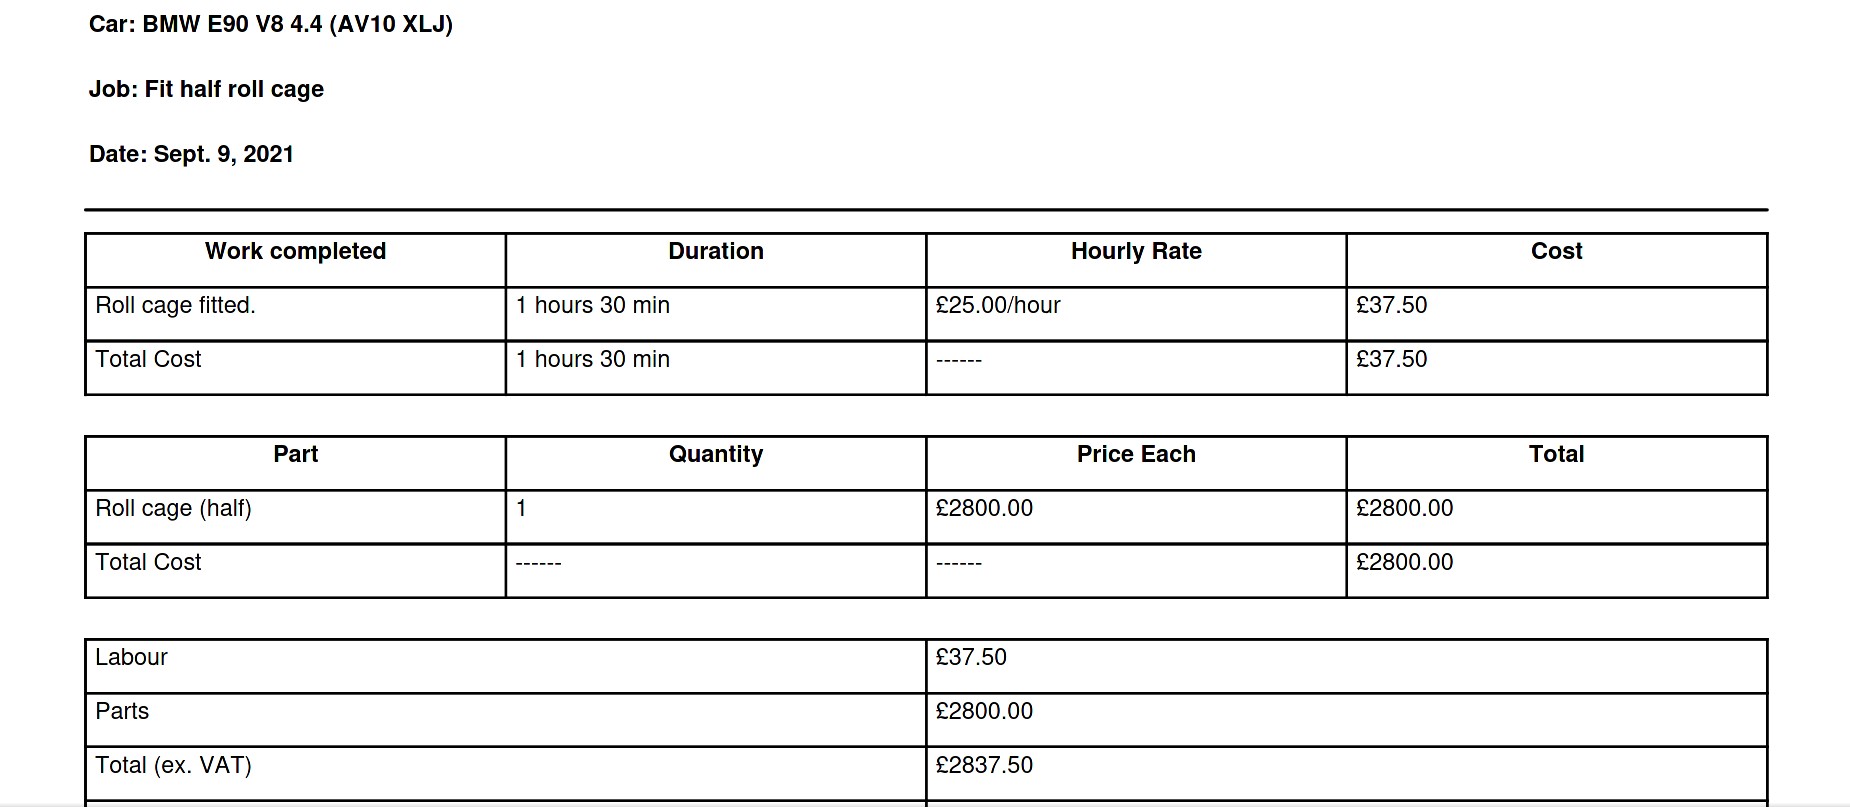 Car: BMW E90 V8 4.4 (AV10 XLJ)
Job: Fit half roll cage
Date: Sept. 9, 2021
Work completed Duration Hourly Rate Cost
Roll cage fitted. 1 hours 30 min £25.00/hour £37.50
Total Cost 1 hours 30 min ------ £37.50
Part Quantity Price Each Total
Roll cage (half) 1 £2800.00 £2800.00
Total Cost ------ ------ £2800.00
Labour £37.50
Parts £2800.00
Total (ex. VAT) £2837.50